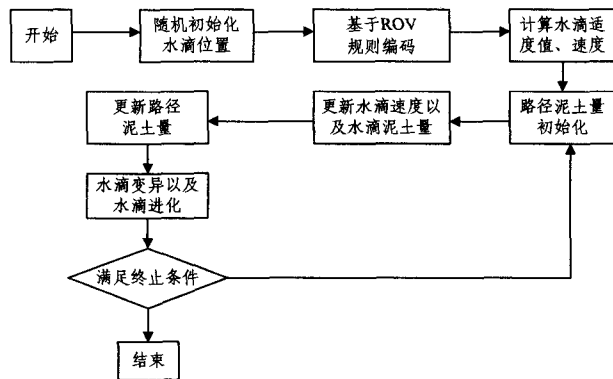 开始
随机初始化
水滴位置
基于ROV
规则编码
计算水滴适
度值、速度
更新路径
泥土量
更新水滴速度以
及水滴泥土量
路径泥土量
初始化
水滴变异以及
水滴进化
满足终止条件
结束